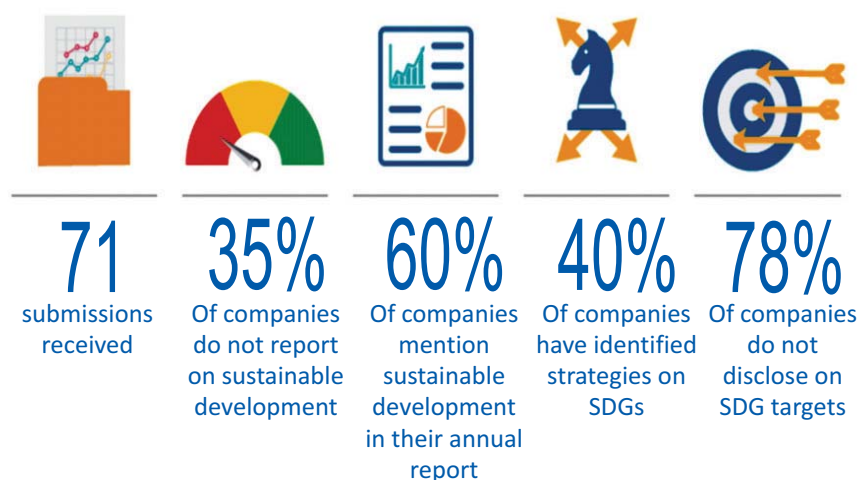 71
submissions
received
35%
Of companies
do not report
on sustainable
development
60%
Of companies
mention
sustainable
development
in their annual
report
40%
Of companies
have identified
strategies on
SDGs
78%
Of companies
do not
disclose on
SDG targets